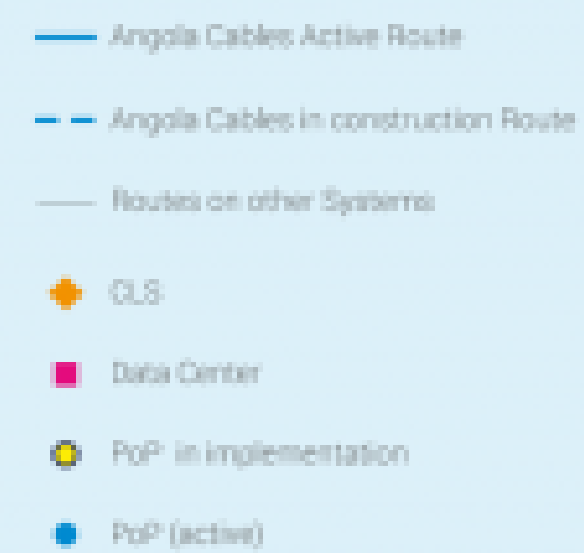 Angola Cables Active Route
Angola Cables in construction Route
Routes on other Systems
CLS
Data Center
PoP in implementation
PoP (active)